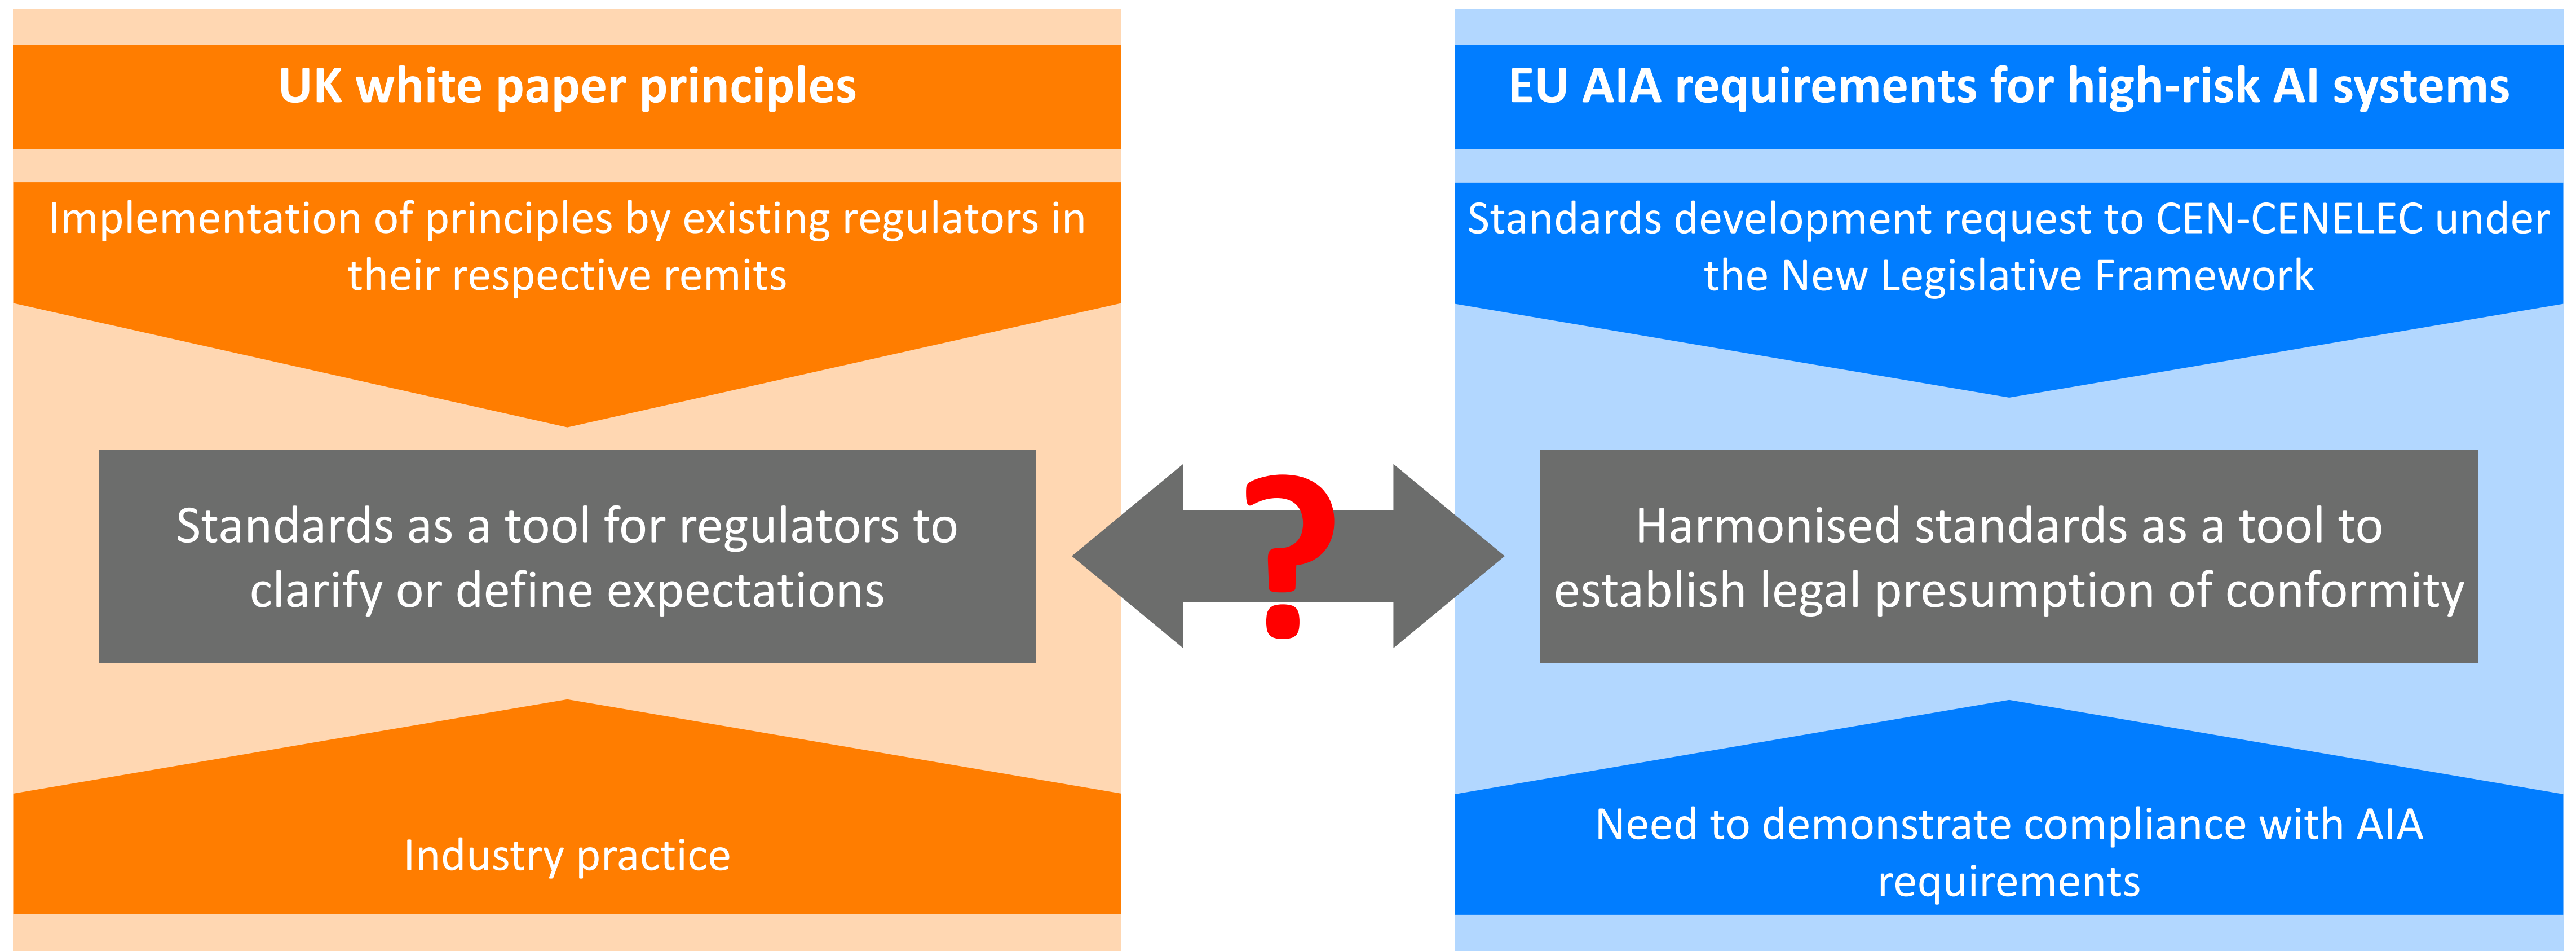 UK white paper principles
Implementation of principles by existing regulators in
their respective remits
Standards as a tool for regulators to
clarify or define expectations
Industry practice
?
EU AIA requirements for high-risk AI systems
Standards development request to CEN-CENELEC under
the New Legislative Framework
Harmonised standards as a tool to
establish legal presumption of conformity
Need to demonstrate compliance with AIA
requirements